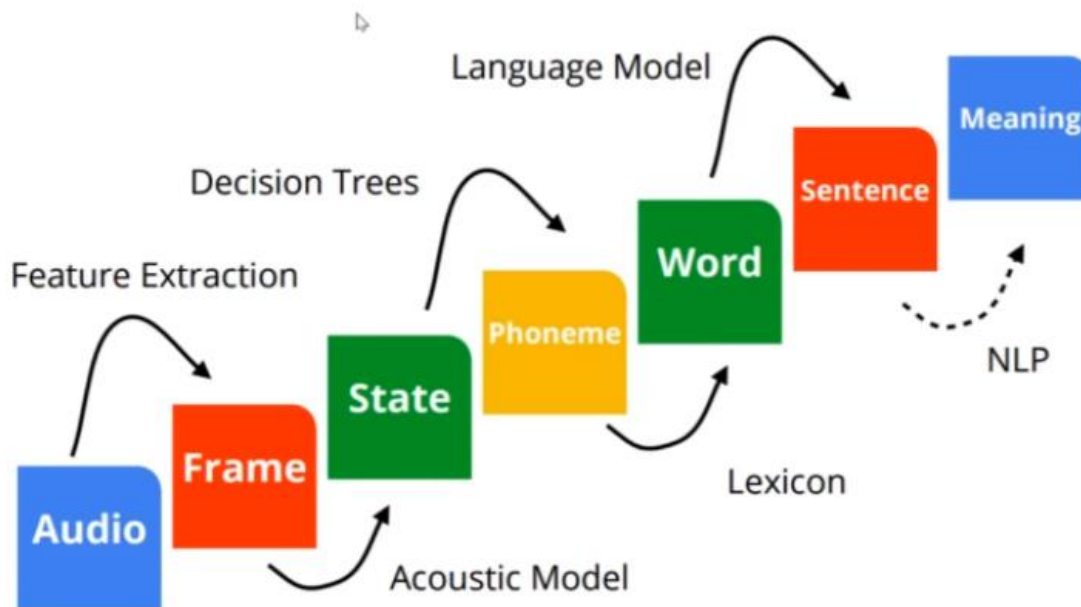 Language Model
Meaning
Sentence
Decision Trees
Word
Feature Extraction
Phoneme
NLP
State
Frame
Lexicon
Audio
Acoustic Model